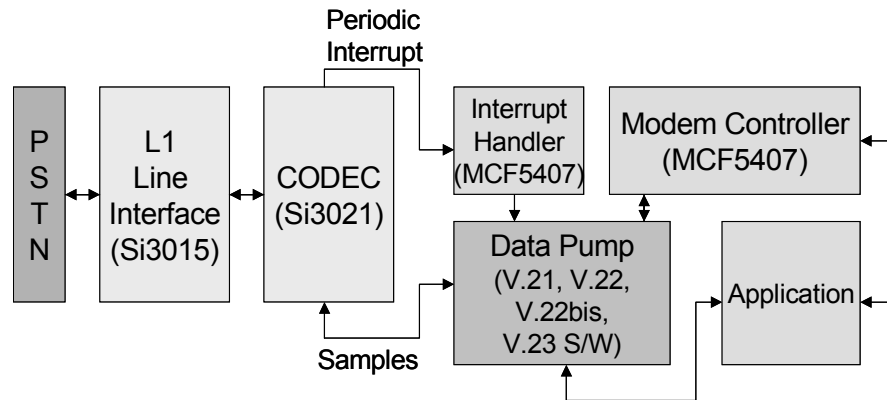 Periodic
Interrupt
P
S
T
N
L1
Line
Interface
(Si3015)
CODEC
(Si3021)
Interrupt
Handler
(MCF5407)
Modem Controller
(MCF5407)
Data Pump
(V.21, V.22,
V.22bis,
V.23 S/W)
Application
Samples